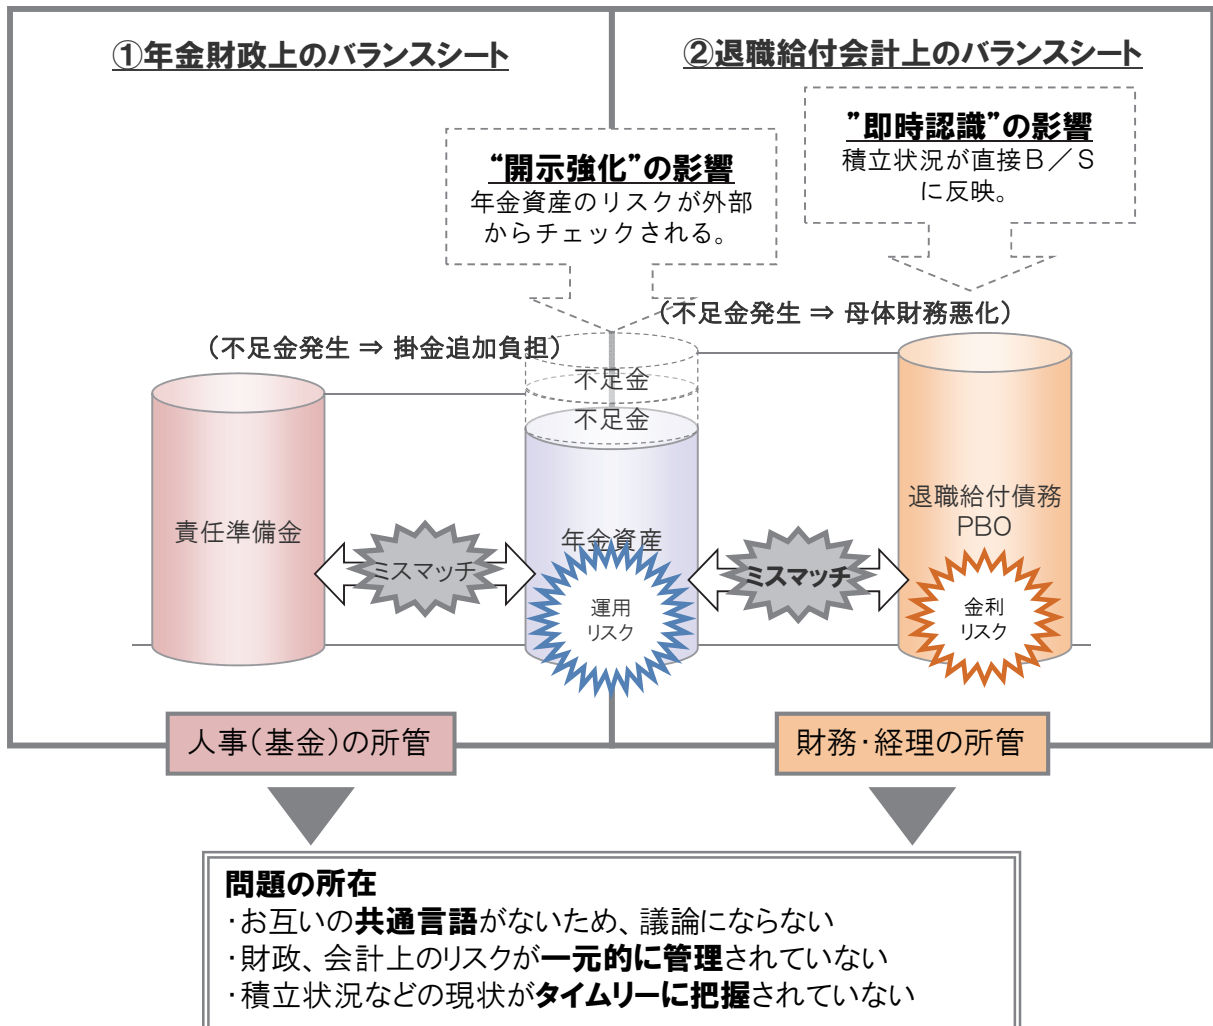 ①年金財政上のバランスシート
②退職給付会計上のバランスシート
“開示強化”の影響
年金資産のリスクが外部
からチェックされる。
”即時認識”の影響
積立状況が直接Ｂ／Ｓ
に反映。
（不足金発生 ⇒ 掛金追加負担）
（不足金発生 ⇒ 母体財務悪化）
不足金
不足金
責任準備金
ミスマッチ
年金資産
運用
リスク
ミスマッチ
退職給付債務
PBO
金利
リスク
人事（基金）の所管
財務・経理の所管
問題の所在
・お互いの共通言語がないため、議論にならない
・財政、会計上のリスクが一元的に管理されていない
・積立状況などの現状がタイムリーに把握されていない